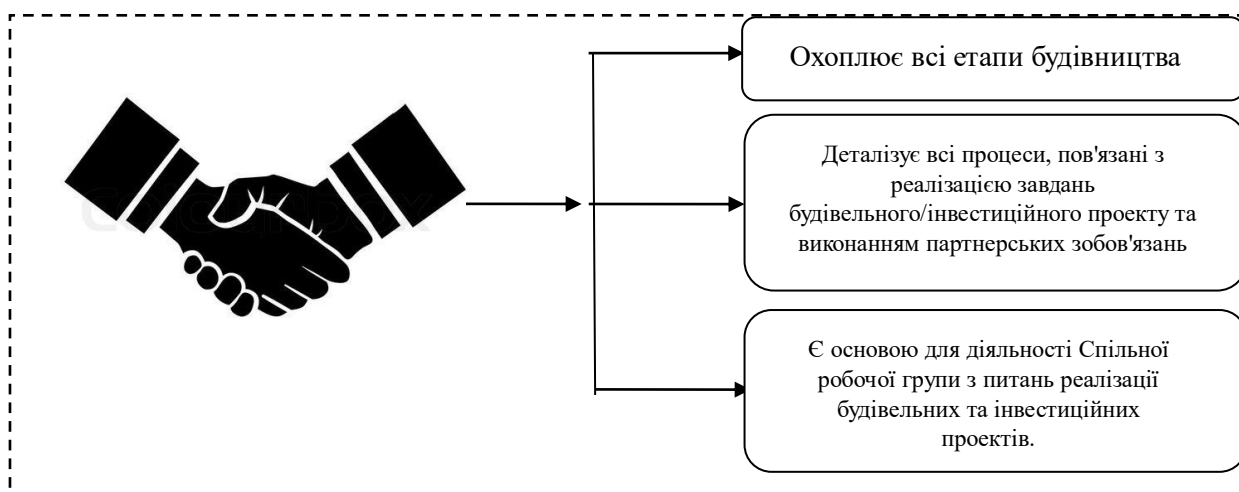 Охоплює всі етапи будівництва
Деталізує всі процеси, пов'язані з
реалізацією завдань
будівельного/інвестиційного проекту та
виконанням партнерських зобов'язань
Є основою для діяльності Спільної
робочої групи з питань реалізації
будівельних та інвестиційних
проектів.